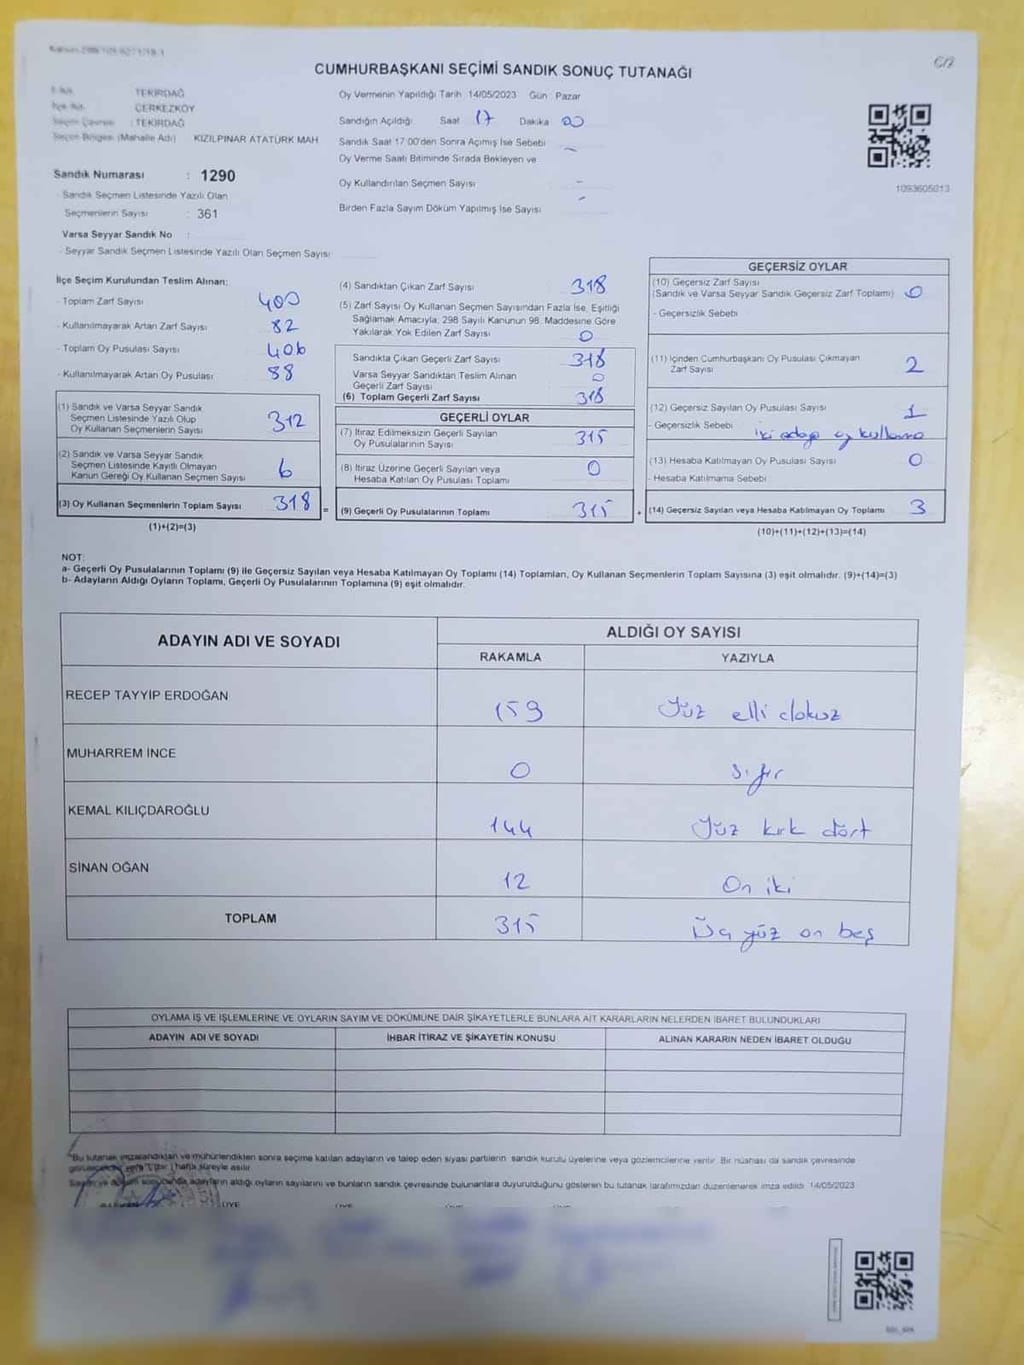 CUMHURBAŞKANI SEÇİMİ SANDIK SONUÇ TUTANAĞI
TEKİRDAĞ
ÇERKEZKÖY
Seçim Çevresi : TEKİRDAĞ
Seçim Bölgesi (Mahalle Adı) KIZILPINAR ATATÜRK MAH
Sandık Numarası : 1290
- Sandık Seçmen Listesinde Yazılı Olan
Seçmenlerin Sayısı : 361
Varsa Seyyar Sandık No :
- Seyyar Sandık Seçmen Listesinde Yazılı Olan Seçmen Sayısı
Oy Vermenin Yapıldığı Tarih 14/05/2023 Gün Pazar
Sandığın Açıldığı Saat 17 Dakika 00
Sandık Saat 17:00'den Sonra Açımış İse Sebebi
Oy Verme Saati Bitiminde Sırada Bekleyen ve
Oy Kullandırılan Seçmen Sayısı -
Birden Fazla Sayım Döküm Yapılmış İse Sayısı -
1093605013
İlçe Seçim Kurulundan Teslim Alınan:
- Toplam Zarf Sayısı 400
- Kullanılmayarak Artan Zarf Sayısı 82
- Toplam Oy Pusulası Sayısı 406
- Kullanılmayarak Artan Oy Pusulası 88
(1) Sandık ve Varsa Seyyar Sandık
Seçmen Listesinde Yazılı Olup
Oy Kullanan Seçmenlerin Sayısı 312
(2) Sandık ve Varsa Seyyar Sandık
Seçmen Listesinde Kayıtlı Olmayan
Kanun Gereği Oy Kullanan Seçmen Sayısı 6
(3) Oy Kullanan Seçmenlerin Toplam Sayısı 318
(1)+(2)=(3)
(4) Sandıktan Çıkan Zarf Sayısı 318
(5) Zarf Sayısı Oy Kullanan Seçmen Sayısından Fazla İse, Eşitliği
Sağlamak Amacıyla, 298 Sayılı Kanunun 98. Maddesine Göre
Yakılarak Yok Edilen Zarf Sayısı 0
Sandıkta Çıkan Geçerli Zarf Sayısı 318
Varsa Seyyar Sandıktan Teslim Alınan
Geçerli Zarf Sayısı 0
(6) Toplam Geçerli Zarf Sayısı 318
GEÇERLİ OYLAR
(7) İtiraz Edilmeksizin Geçerli Sayılan
Oy Pusulalarının Sayısı 315
(8) İtiraz Üzerine Geçerli Sayılan veya
Hesaba Katılan Oy Pusulası Toplamı 0
= (9) Geçerli Oy Pusulalarının Toplamı 315
GEÇERSİZ OYLAR
(10) Geçersiz Zarf Sayısı
(Sandık ve Varsa Seyyar Sandık Geçersiz Zarf Toplamı) 0
- Geçersizlik Sebebi
(11) İçinden Cumhurbaşkanı Oy Pusulası Çıkmayan
Zarf Sayısı 2
(12) Geçersiz Sayılan Oy Pusulası Sayısı 1
- Geçersizlik Sebebi İki adaya oy kullanma
(13) Hesaba Katılmayan Oy Pusulası Sayısı 0
- Hesaba Katılmama Sebebi
+ (14) Geçersiz Sayılan veya Hesaba Katılmayan Oy Toplamı 3
(10)+(11)+(12)+(13)=(14)
NOT:
a- Geçerli Oy Pusulalarının Toplamı (9) ile Geçersiz Sayılan veya Hesaba Katılmayan Oy Toplamı (14) Toplamları, Oy Kullanan Seçmenlerin Toplam Sayısına (3) eşit olmalıdır. (9)+(14)=(3)
b- Adayların Aldığı Oyların Toplamı, Geçerli Oy Pusulalarının Toplamına (9) eşit olmalıdır.
ADAYIN ADI VE SOYADI ALDIĞI OY SAYISI
RAKAMLA YAZIYLA
RECEP TAYYİP ERDOĞAN 159 Yüz elli dokuz
MUHARREM İNCE 0 sıfır
KEMAL KILIÇDAROĞLU 144 Yüz kırk dört
SİNAN OĞAN 12 On iki
TOPLAM 315 Üç yüz on beş
OYLAMA İŞ VE İŞLEMLERİNE VE OYLARIN SAYIM VE DÖKÜMÜNE DAİR ŞİKAYETLERLE BUNLARA AİT KARARLARIN NELERDEN İBARET BULUNDUKLARI
ADAYIN ADI VE SOYADI İHBAR İTİRAZ VE ŞİKAYETİN KONUSU ALINAN KARARIN NEDEN İBARET OLDUĞU
*Bu tutanak imzalandıktan ve mühürlendikten sonra seçime katılan adayların ve talep eden siyasi partilerin sandık kurulu üyelerine veya gözlemcilerine verilir. Bir nüshası da sandık çevresinde
yere 1 (bir) hafta süreyle asılır.
adayların aldığı oyların sayılarını ve bunların sandık çevresinde bulunanlara duyurulduğunu gösteren bu tutanak tarafımızdan düzenlenerek imza edildi. 14/05/2023